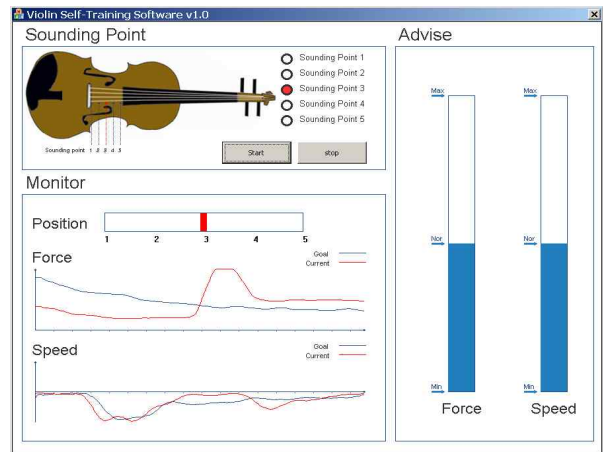 Violin Self-Training Software v1.0
Sounding Point
Sounding Point 1
Sounding Point 2
Sounding Point 3
Sounding Point 4
Sounding Point 5
Sounding point 1 2 3 4 5
Start stop
Monitor
Position
1 2 3 4 5
Force
Goal
Current
Speed
Goal
Current
Advise
Max Max
Nor Nor
Min Min
Force Speed